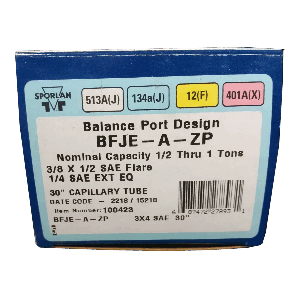 SPORLAN
513A(J) 134a(J) 12(F) 401A(X)
Balance Port Design
BFJE-A-ZP
Nominal Capacity 1/2 Thru 1 Tons
3/8 X 1/2 SAE Flare
1/4 SAE EXT EQ
30" CAPILLARY TUBE
DATE CODE - 2218 / 15210
Item Number: 100423
BFJE-A-ZP 3X4 SAE 30"